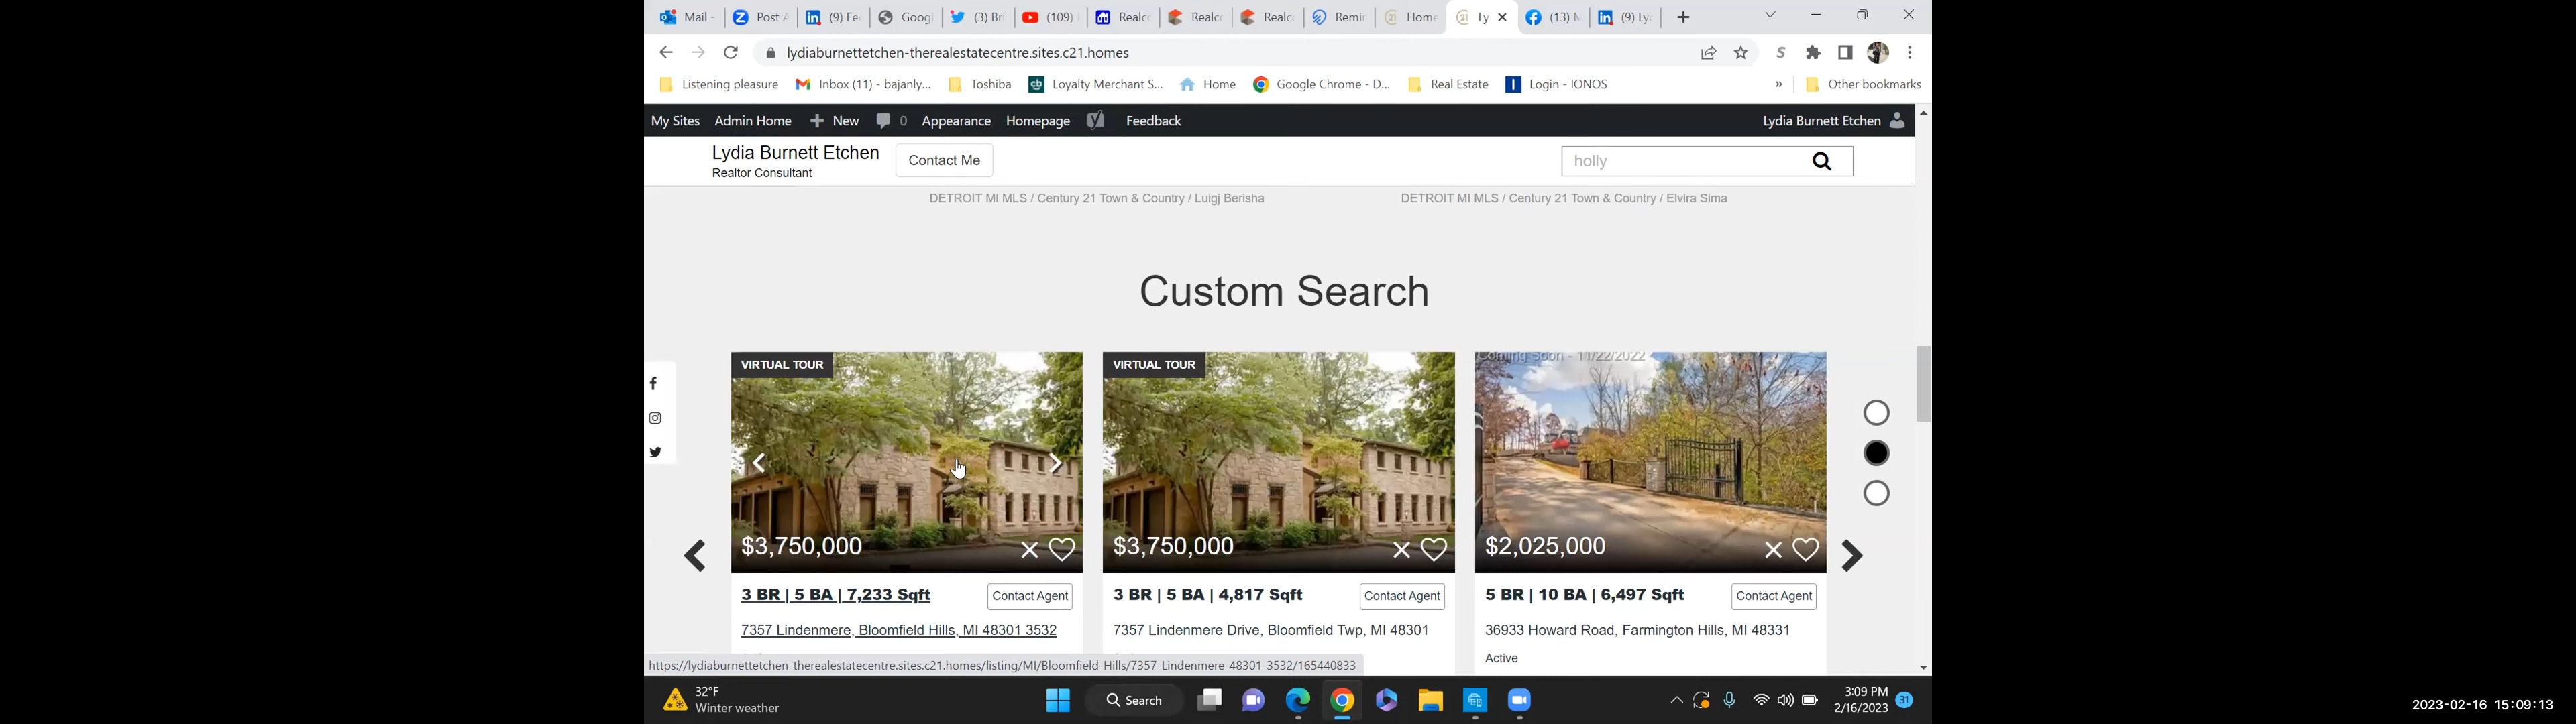 Mail -
Post A
(9) Fe
Goog
(3) Bri
(109)
Realc
Realc
Realc
Remin
Home
Ly
(13) M
(9) Ly
lydiaburnettetchen-therealestatecentre.sites.c21.homes
Listening pleasure
Inbox (11) - bajanly...
Toshiba
Loyalty Merchant S...
Home
Google Chrome - D...
Real Estate
Login - IONOS
»
Other bookmarks
My Sites
Admin Home
New
0
Appearance
Homepage
Feedback
Lydia Burnett Etchen
Lydia Burnett Etchen
Realtor Consultant
Contact Me
holly
DETROIT MI MLS / Century 21 Town & Country / Luigj Berisha
DETROIT MI MLS / Century 21 Town & Country / Elvira Sima
Custom Search
VIRTUAL TOUR
VIRTUAL TOUR
Coming Soon - 11/22/2022
$3,750,000
$3,750,000
$2,025,000
3 BR | 5 BA | 7,233 Sqft
Contact Agent
3 BR | 5 BA | 4,817 Sqft
Contact Agent
5 BR | 10 BA | 6,497 Sqft
Contact Agent
7357 Lindenmere, Bloomfield Hills, MI 48301 3532
7357 Lindenmere Drive, Bloomfield Twp, MI 48301
36933 Howard Road, Farmington Hills, MI 48331
Active
https://lydiaburnettetchen-therealestatecentre.sites.c21.homes/listing/MI/Bloomfield-Hills/7357-Lindenmere-48301-3532/165440833
32°F
Winter weather
Search
3:09 PM
2/16/2023
31
2023-02-16 15:09:13